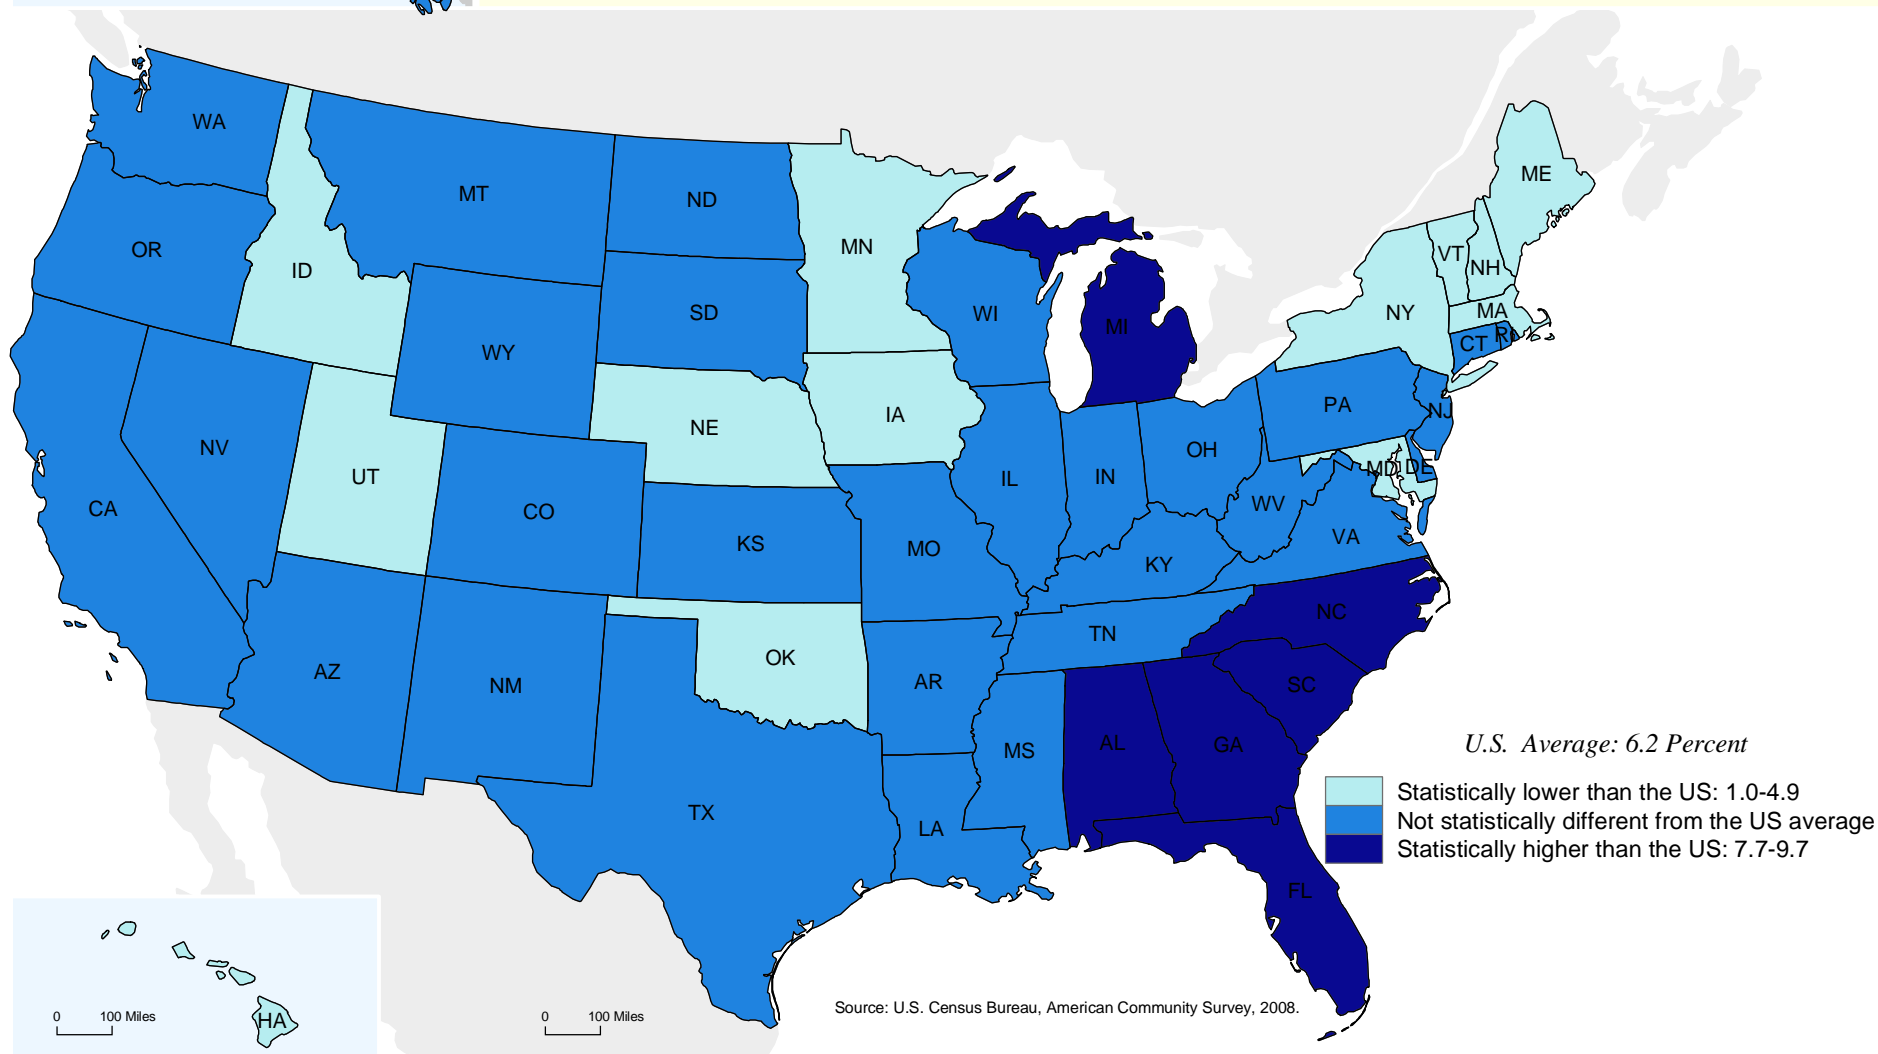 WA
MT
ND
MN
ME
OR
ID
SD
WI
MI
VT
NH
NY
MA
CT
RI
WY
NE
IA
PA
NJ
NV
UT
CO
IL
IN
OH
MD
DE
CA
KS
MO
WV
VA
KY
NC
TN
OK
AZ
NM
AR
SC
MS
AL
GA
TX
LA
FL
U.S. Average: 6.2 Percent
Statistically lower than the US: 1.0-4.9
Not statistically different from the US average
Statistically higher than the US: 7.7-9.7
HA
0 100 Miles
0 100 Miles
Source: U.S. Census Bureau, American Community Survey, 2008.